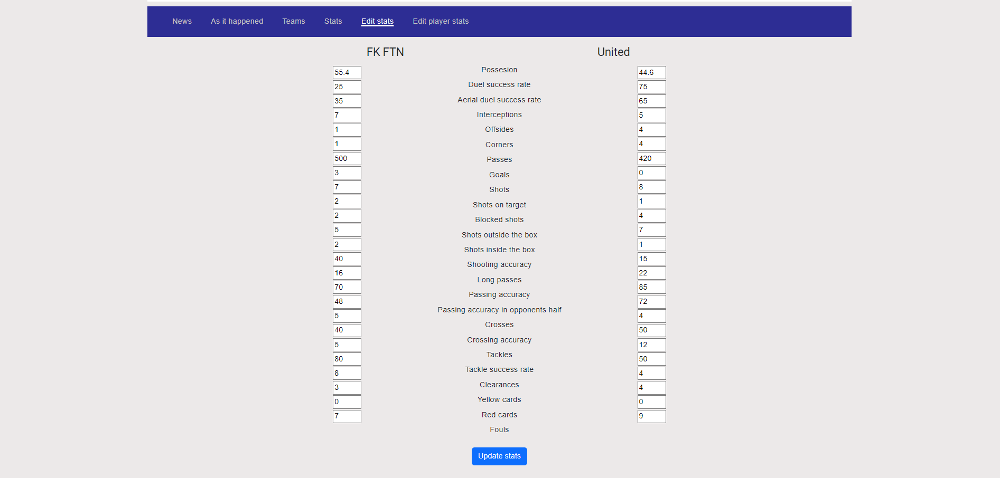 News As it happened Teams Stats Edit stats Edit player stats
FK FTN United
55.4 Possesion 44.6
25 Duel success rate 75
35 Aerial duel success rate 65
7 Interceptions 5
1 Offsides 4
1 Corners 4
500 Passes 420
3 Goals 0
7 Shots 8
2 Shots on target 1
2 Blocked shots 4
5 Shots outside the box 7
2 Shots inside the box 1
40 Shooting accuracy 15
16 Long passes 22
70 Passing accuracy 85
48 Passing accuracy in opponents half 72
5 Crosses 4
40 Crossing accuracy 50
5 Tackles 12
80 Tackle success rate 50
8 Clearances 4
3 Yellow cards 4
0 Red cards 0
7 Fouls 9
Update stats